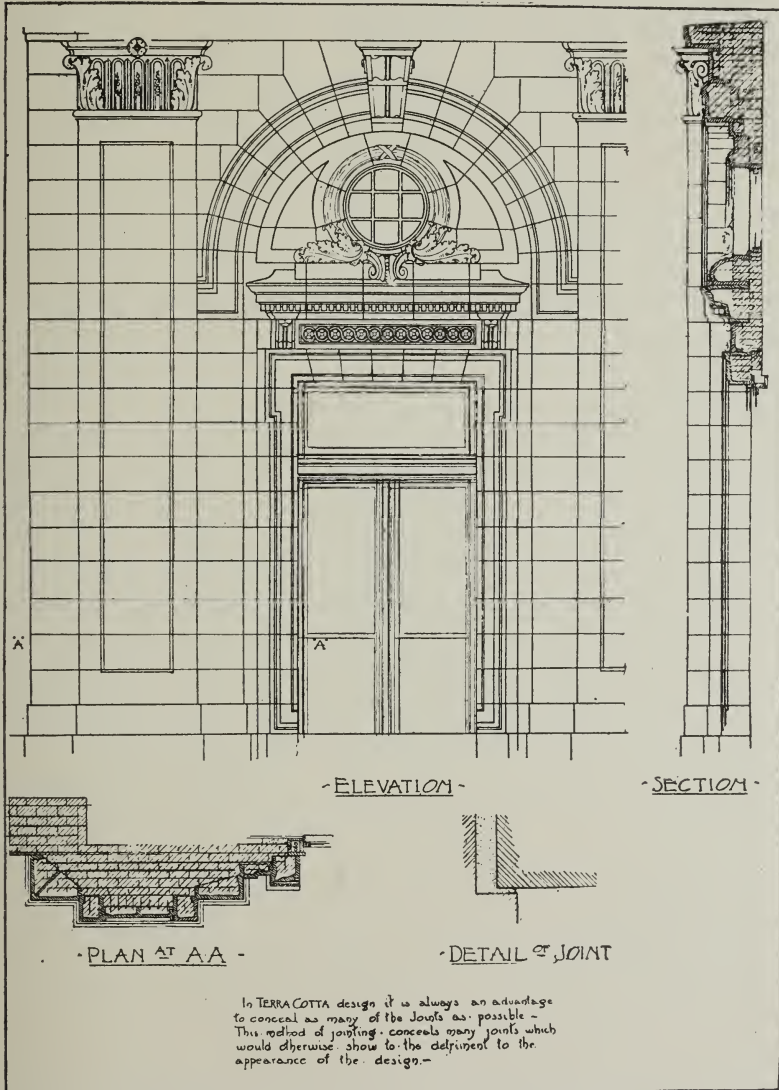 "A"
"A"
-ELEVATION-
-SECTION-
-PLAN AT A.A-
-DETAIL OF JOINT
In TERRA COTTA design it is always an advantage
to conceal as many of the Joints as possible -
This method of jointing conceals many joints which
would otherwise show to the detriment to the
appearance of the design.-